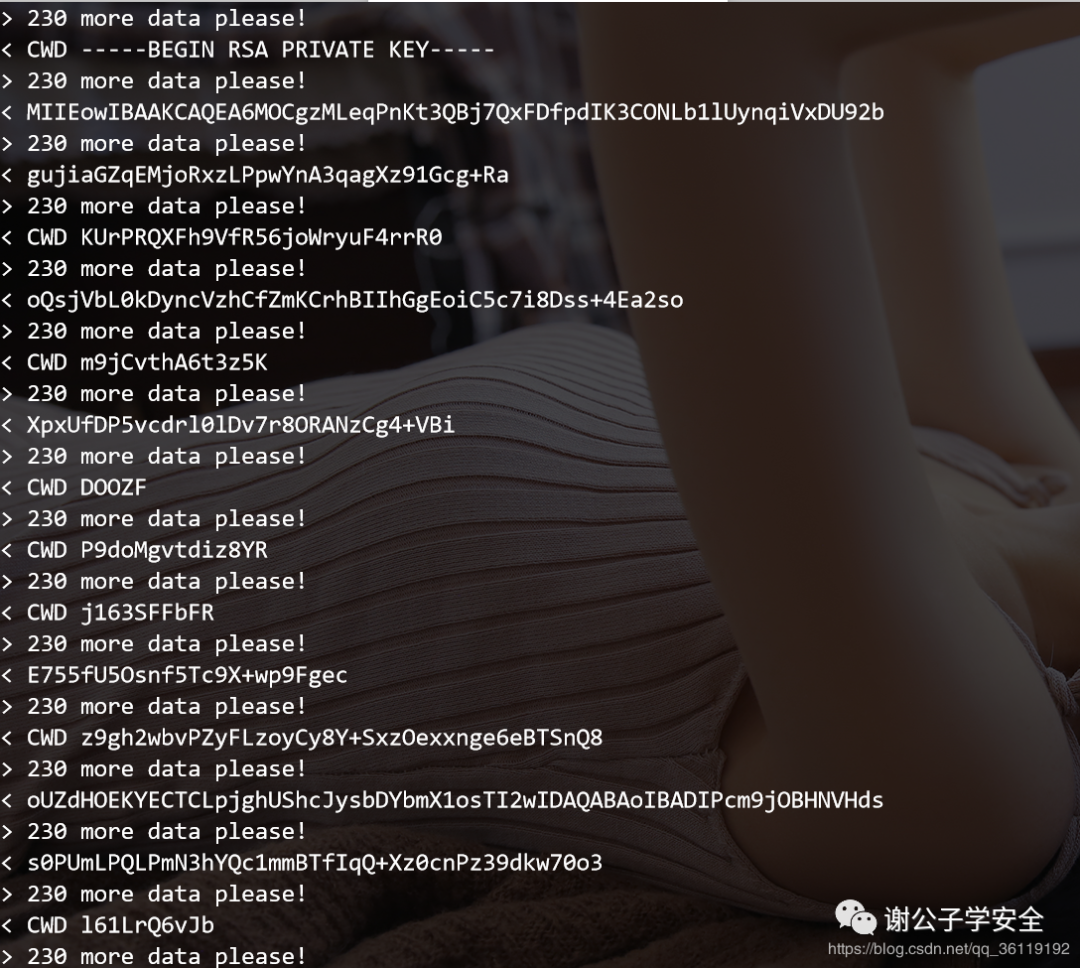 > 230 more data please!
< CWD -----BEGIN RSA PRIVATE KEY-----
> 230 more data please!
< MIIEowIBAAKCAQEA6MOCgzMLeqPnKt3QBj7QxFDfpdIK3CONLb1lUynqiVxDU92b
> 230 more data please!
< gujiaGZqEMjoRxzLPpwYnA3qagXz91Gcg+Ra
> 230 more data please!
< CWD KUrPRQXFh9VfR56joWryuF4rrR0
> 230 more data please!
< oQsjVbL0kDyncVzhCfZmKCrhBIIhGgEoiC5c7i8Dss+4Ea2so
> 230 more data please!
< CWD m9jCvthA6t3z5K
> 230 more data please!
< XpxUfDP5vcdrl0lDv7r8ORANzCg4+VBi
> 230 more data please!
< CWD DOOZF
> 230 more data please!
< CWD P9doMgvtdiz8YR
> 230 more data please!
< CWD j163SFFbFR
> 230 more data please!
< E755fU5Osnf5Tc9X+wp9Fgec
> 230 more data please!
< CWD z9gh2wbvPZyFLzoyCy8Y+SxzOexxnge6eBTSnQ8
> 230 more data please!
< oUZdHOEKYECTCLpjghUShcJysbDYbmX1osTI2wIDAQABAoIBADIPcm9jOBHNVHds
> 230 more data please!
< s0PUmLPQLPmN3hYQc1mmBTfIqQ+Xz0cnPz39dkw70o3
> 230 more data please!
< CWD l61LrQ6vJb
> 230 more data please!
谢公子学安全
https://blog.csdn.net/qq_36119192